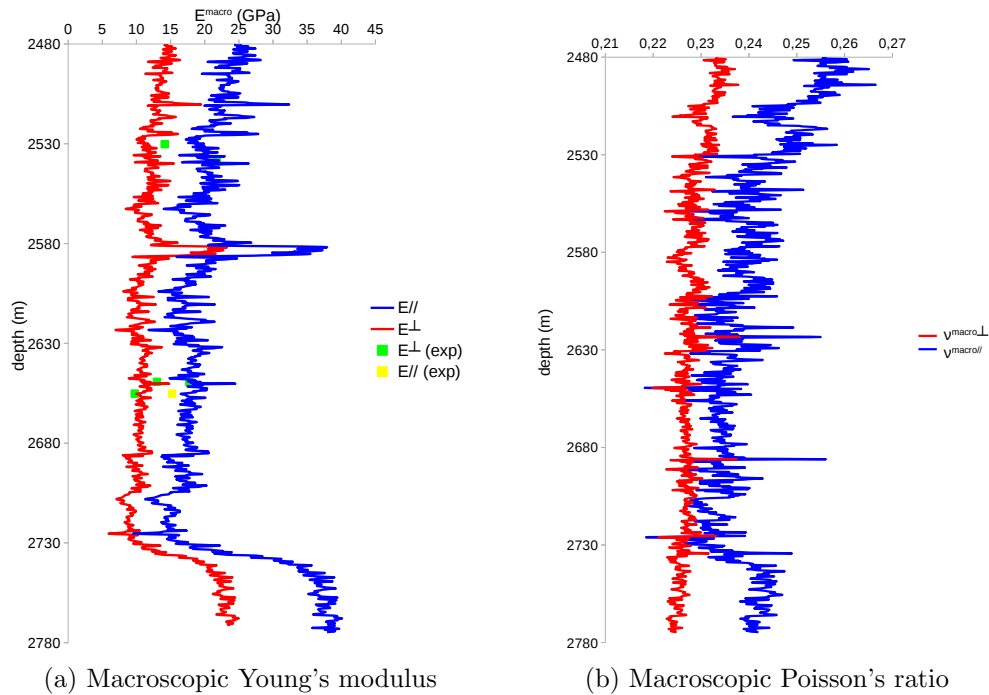 E^macro (GPa)
0 5 10 15 20 25 30 35 40 45
2480
2530
2580
2630
2680
2730
2780
depth (m)
E//
E⊥
E⊥ (exp)
E// (exp)
(a) Macroscopic Young's modulus
0,21 0,22 0,23 0,24 0,25 0,26 0,27
2480
2530
2580
2630
2680
2730
2780
depth (m)
ν^macro⊥
ν^macro//
(b) Macroscopic Poisson's ratio